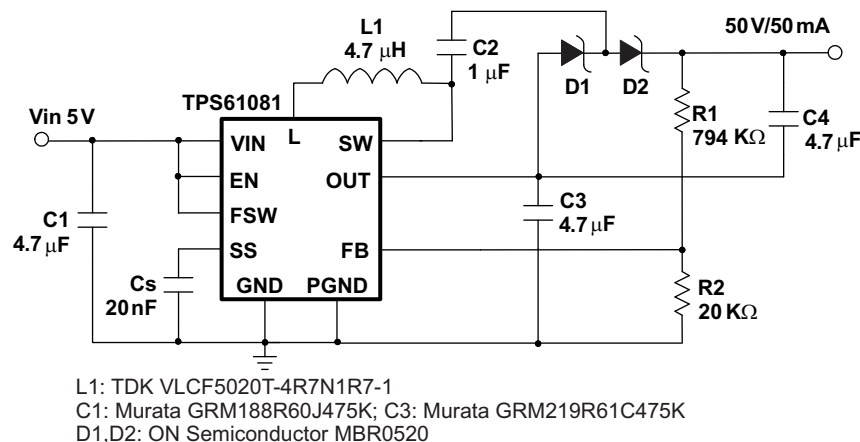 50 V/50 mA
L1
4.7 μH
C2
1 μF
D1
D2
TPS61081
Vin 5 V
VIN
L
SW
EN
OUT
FSW
SS
FB
GND
PGND
R1
794 KΩ
C4
4.7 μF
C1
4.7 μF
C3
4.7 μF
Cs
20 nF
R2
20 KΩ
L1: TDK VLCF5020T-4R7N1R7-1
C1: Murata GRM188R60J475K; C3: Murata GRM219R61C475K
D1,D2: ON Semiconductor MBR0520